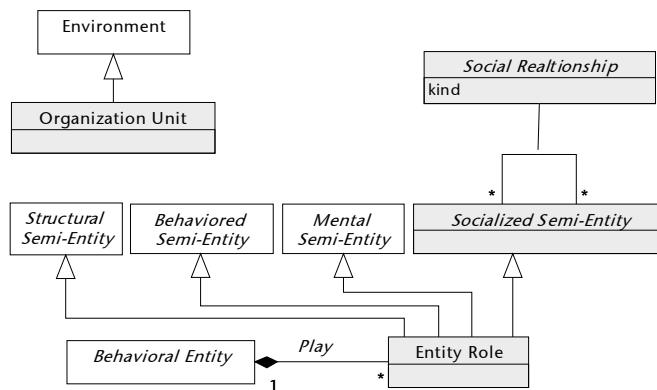 Environment
Organization Unit
Social Realtionship
kind
* *
Structural
Semi-Entity
Behaviored
Semi-Entity
Mental
Semi-Entity
Socialized Semi-Entity
Behavioral Entity
Play
Entity Role
1
*